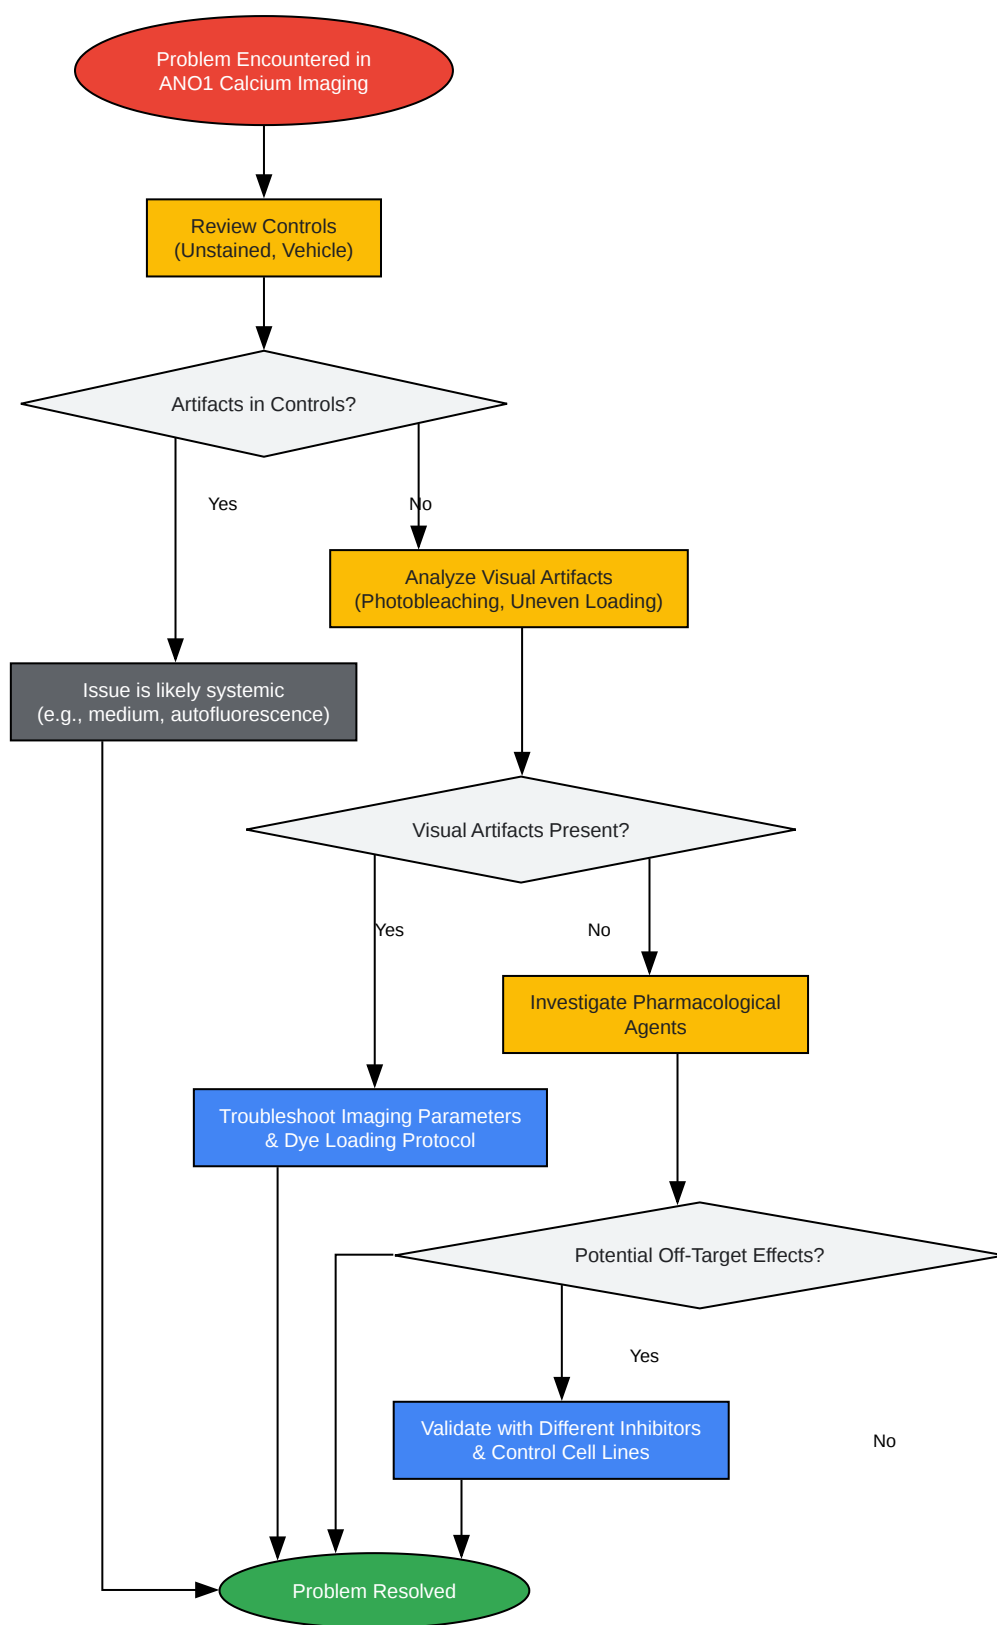 Problem Encountered in
ANO1 Calcium Imaging
Review Controls
(Unstained, Vehicle)
Artifacts in Controls?
Yes
No
Analyze Visual Artifacts
(Photobleaching, Uneven Loading)
Issue is likely systemic
(e.g., medium, autofluorescence)
Visual Artifacts Present?
Yes
No
Investigate Pharmacological
Agents
Troubleshoot Imaging Parameters
& Dye Loading Protocol
Potential Off-Target Effects?
Yes
Validate with Different Inhibitors
& Control Cell Lines
No
Problem Resolved